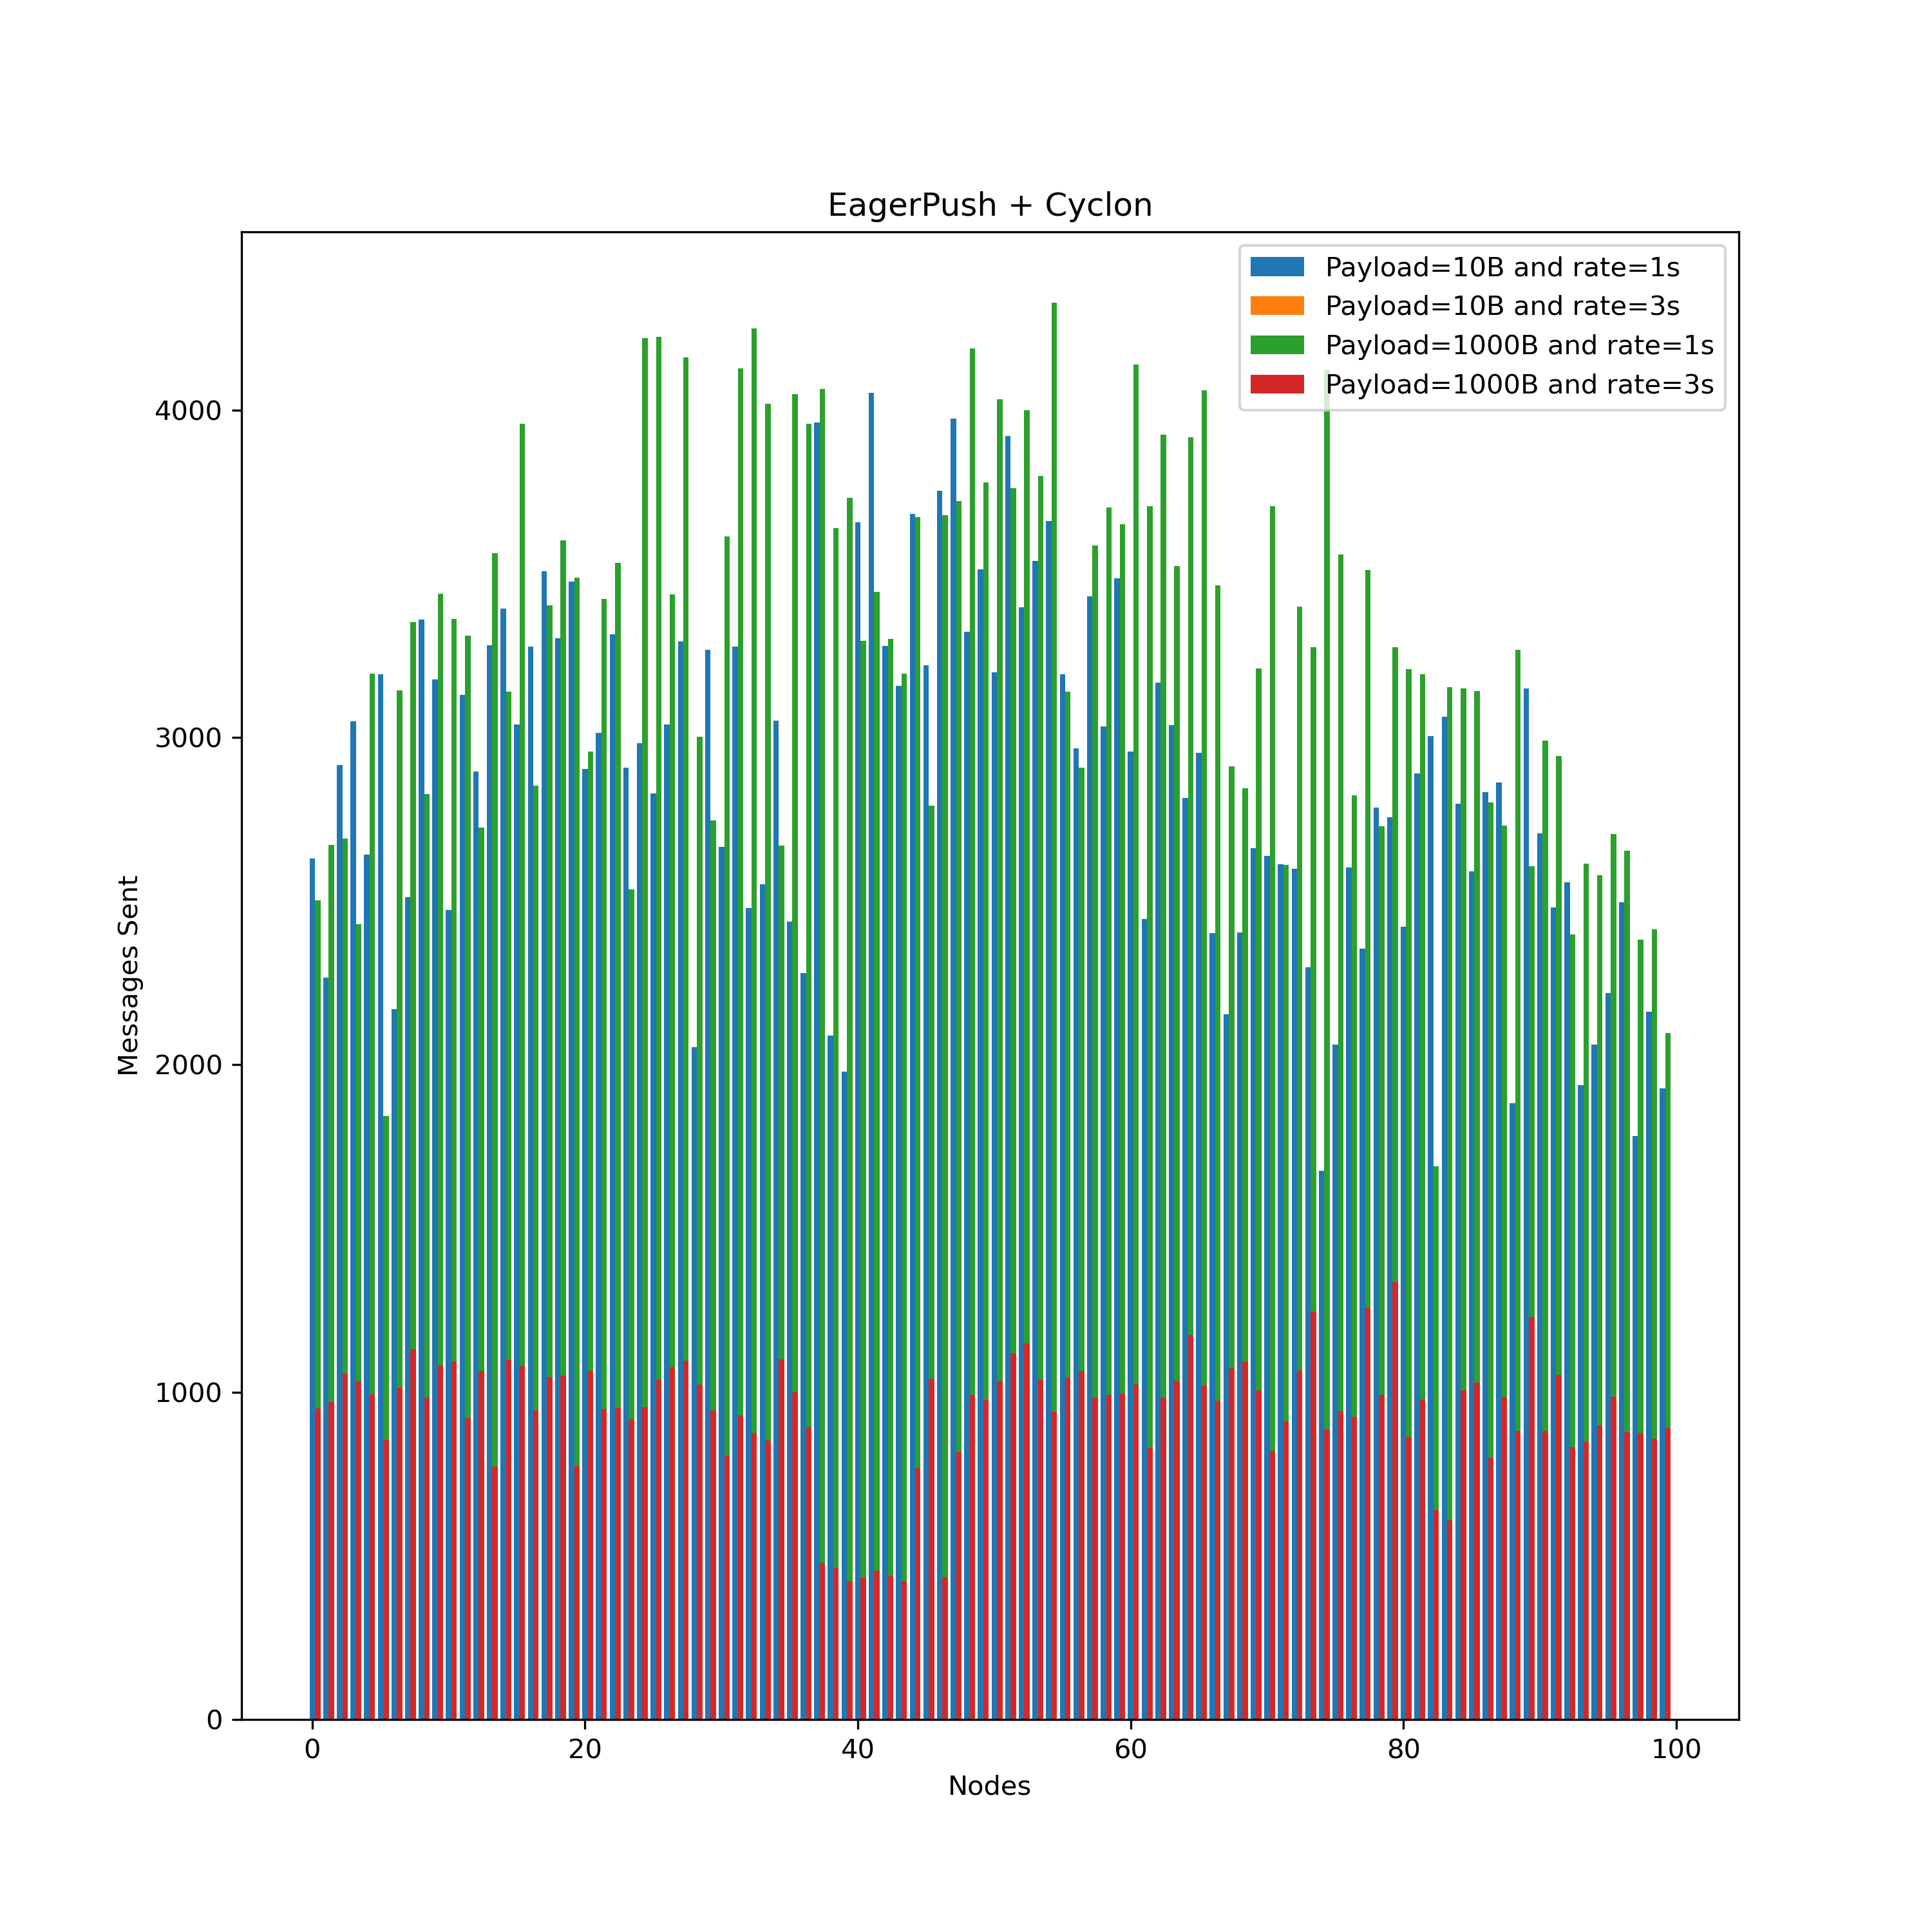 EagerPush + Cyclon
Payload=10B and rate=1s
Payload=10B and rate=3s
Payload=1000B and rate=1s
Payload=1000B and rate=3s
4000
3000
2000
1000
0
Messages Sent
0 20 40 60 80 100
Nodes